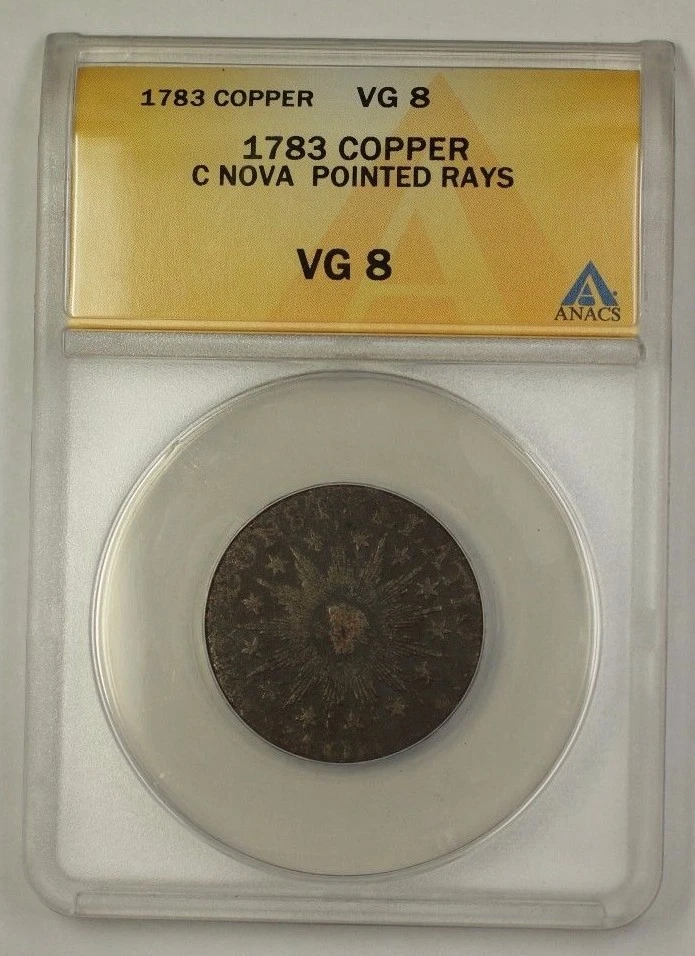 1783 COPPER VG 8
1783 COPPER
C NOVA POINTED RAYS
VG 8
ANACS